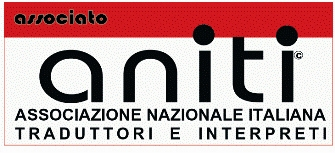 associato
aniti©
ASSOCIAZIONE NAZIONALE ITALIANA
TRADUTTORI E INTERPRETI